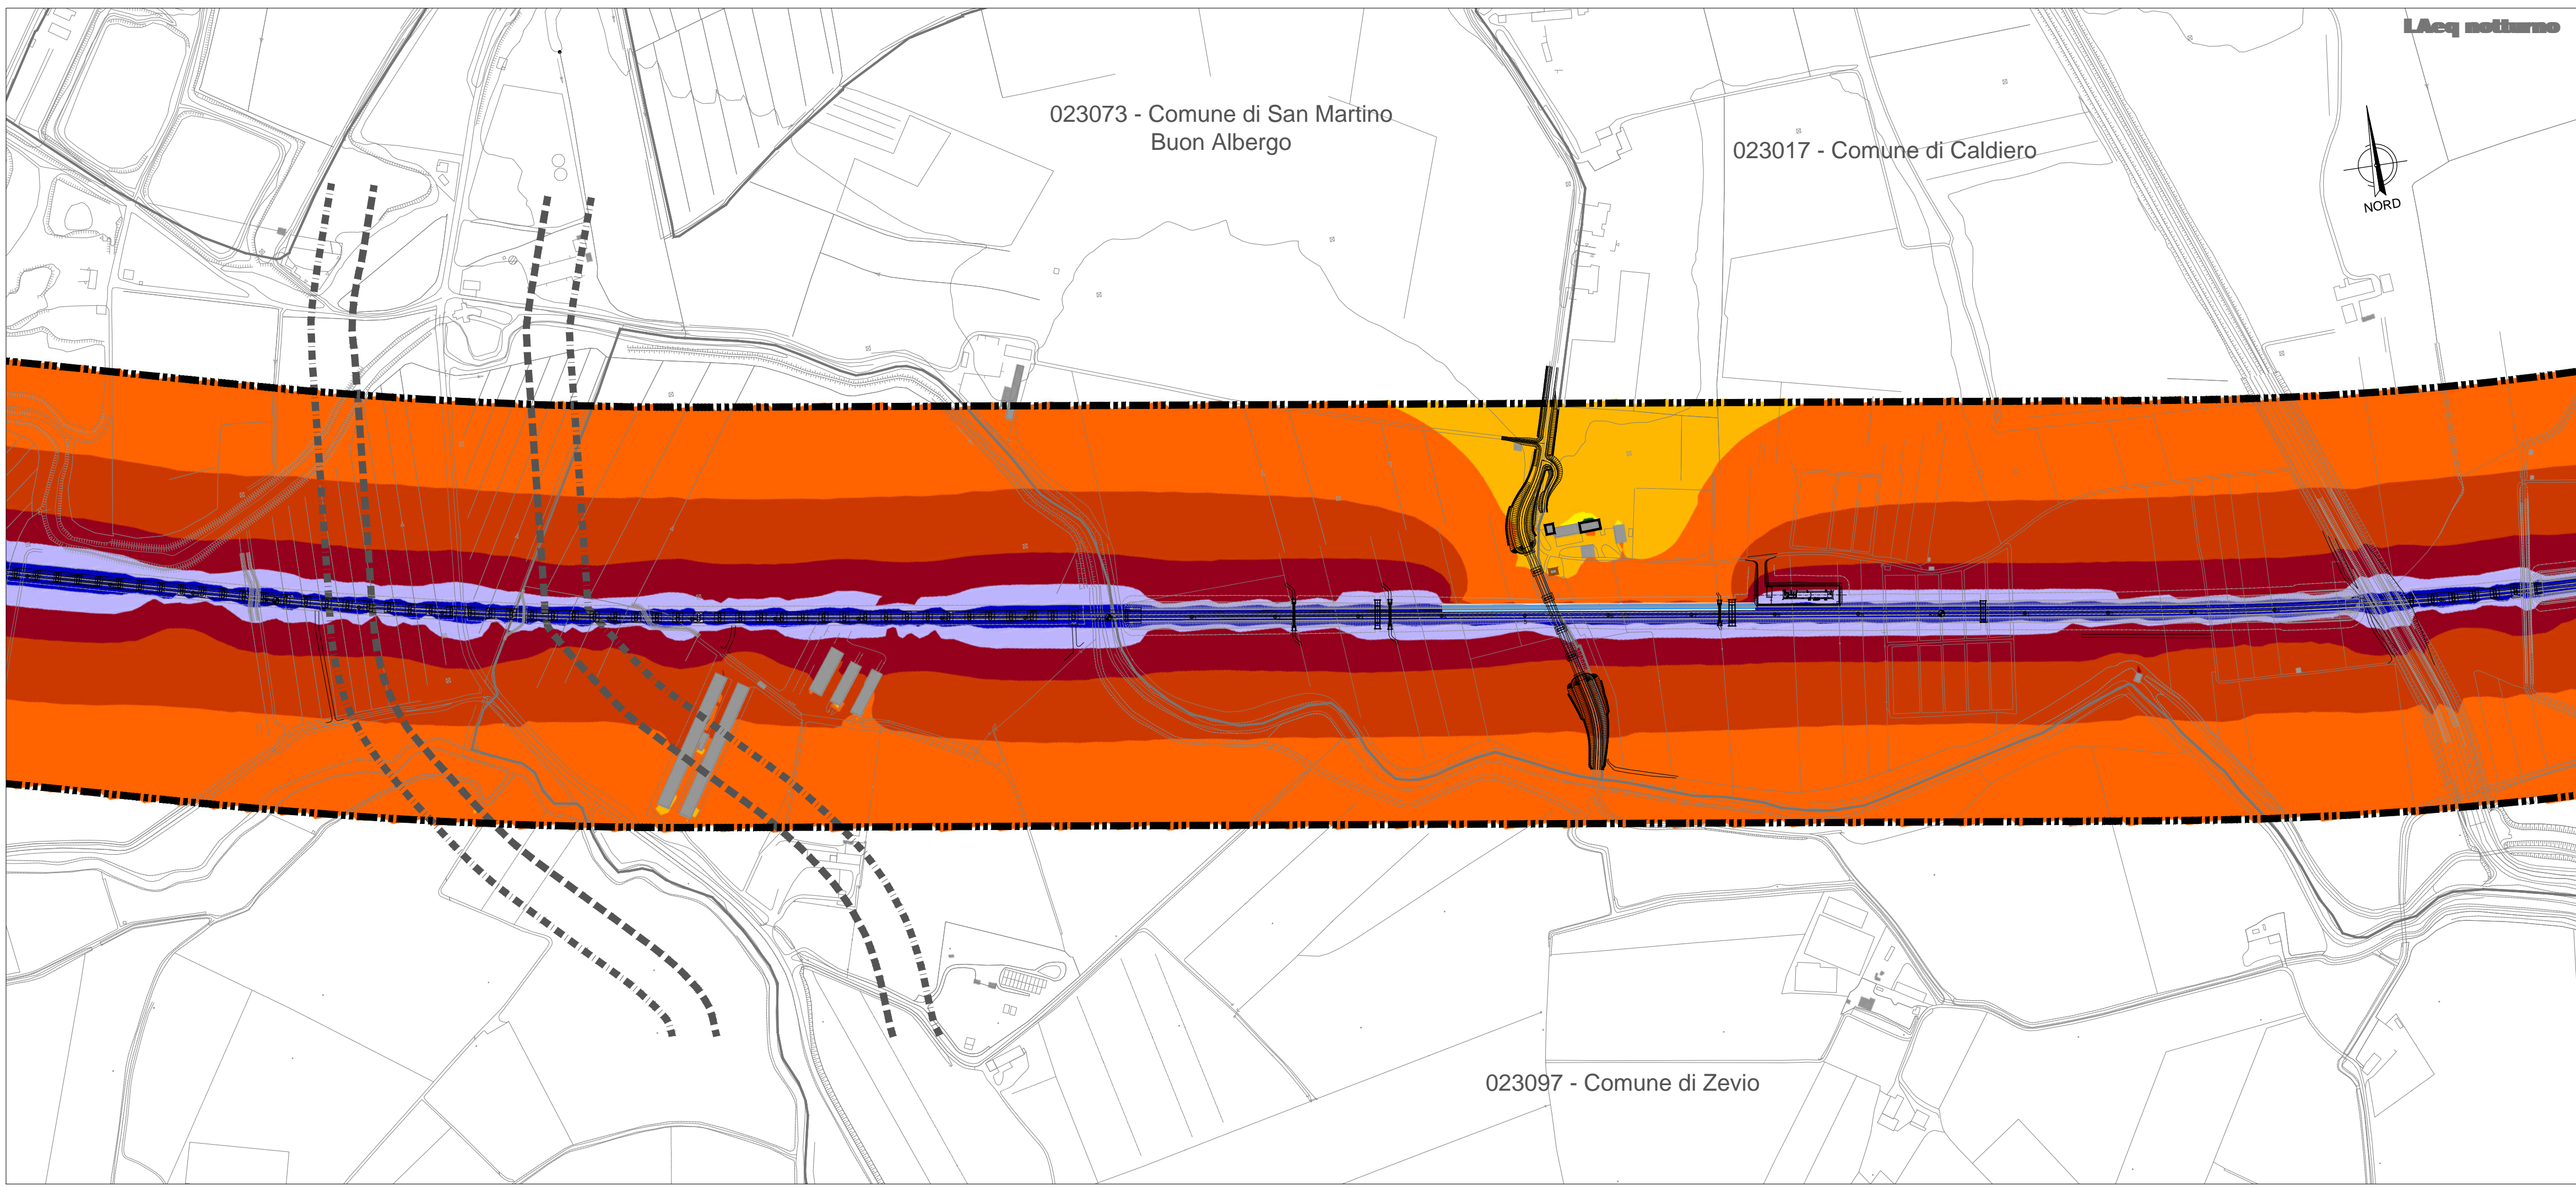 LAeq notturno
023073 - Comune di San Martino
Buon Albergo
023017 - Comune di Caldiero
NORD
023097 - Comune di Zevio